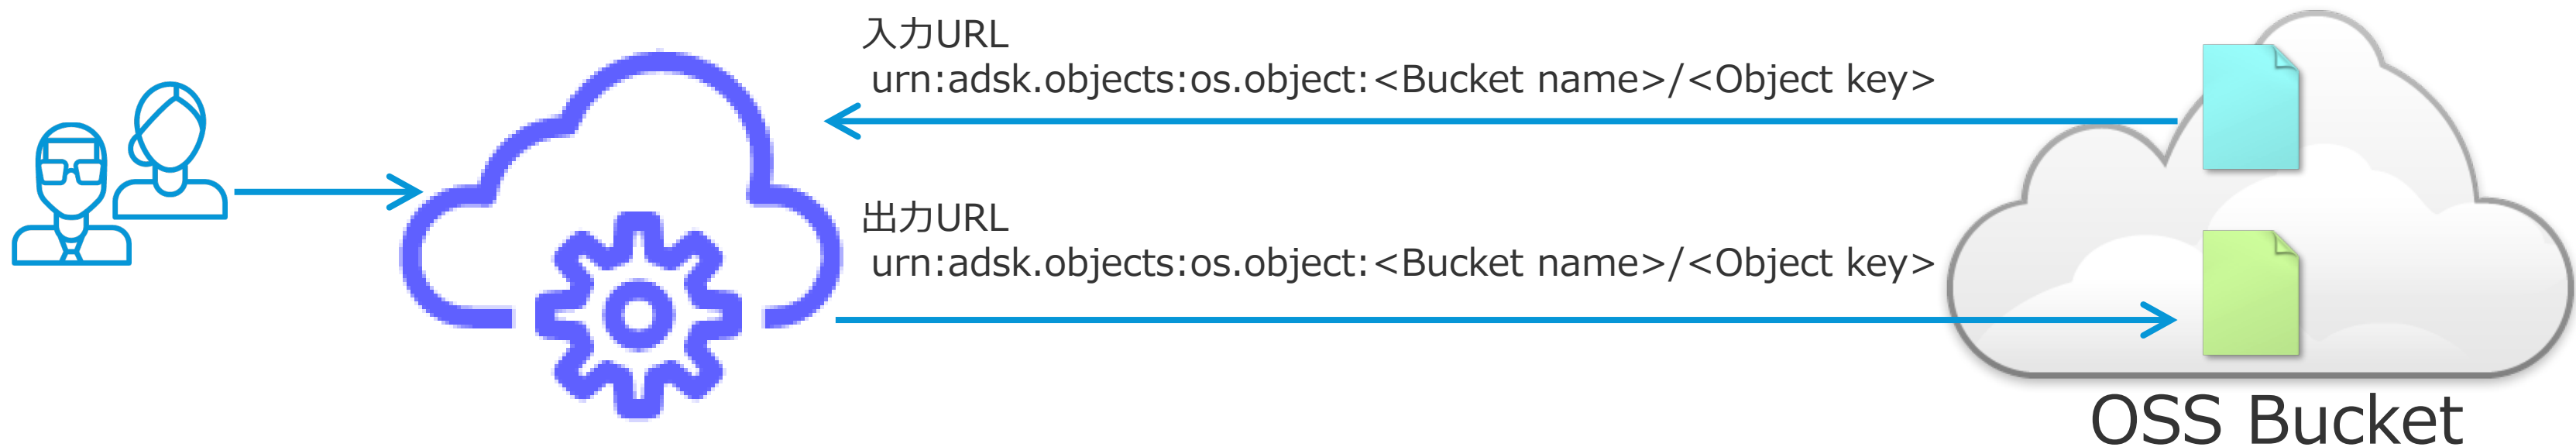 入力URL
urn:adsk.objects:os.object:<Bucket name>/<Object key>
出力URL
urn:adsk.objects:os.object:<Bucket name>/<Object key>
OSS Bucket